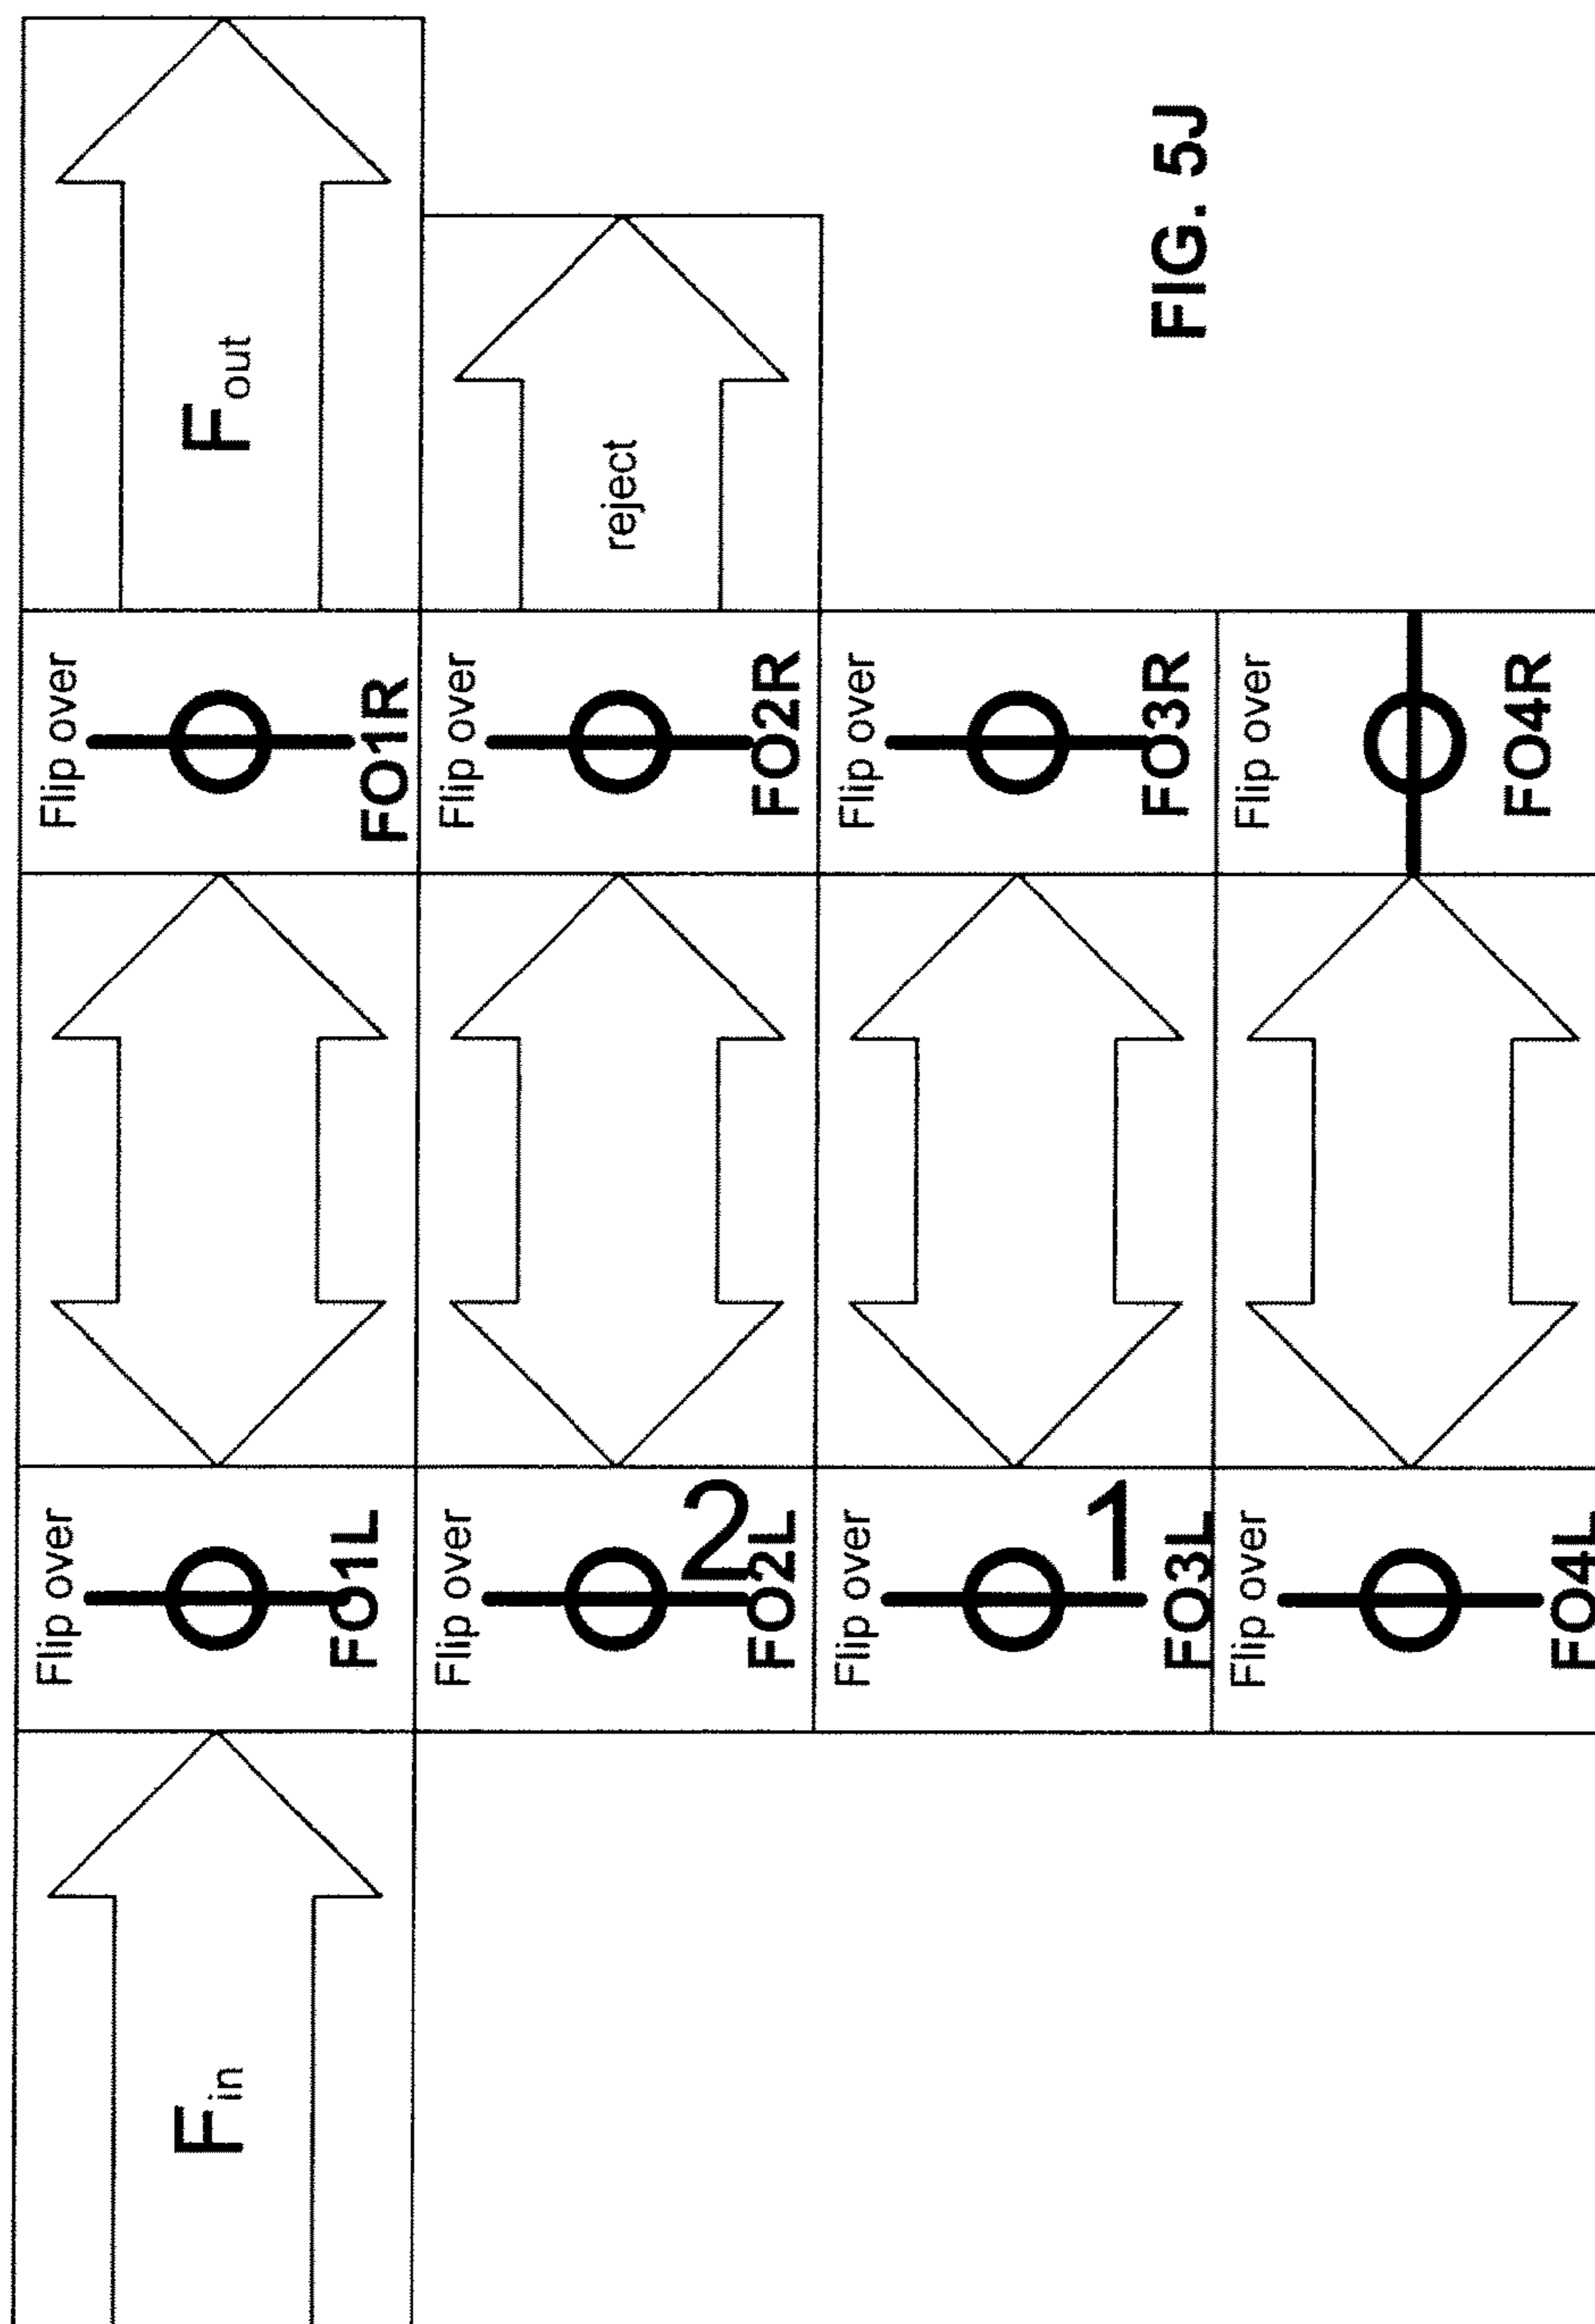 Flip over
Flip over
Fin
Fout
FO1L
FO1R
Flip over
Flip over
reject
2
FO2L
FO2R
Flip over
Flip over
1
FO3L
FO3R
FIG. 5J
Flip over
Flip over
FO4L
FO4R